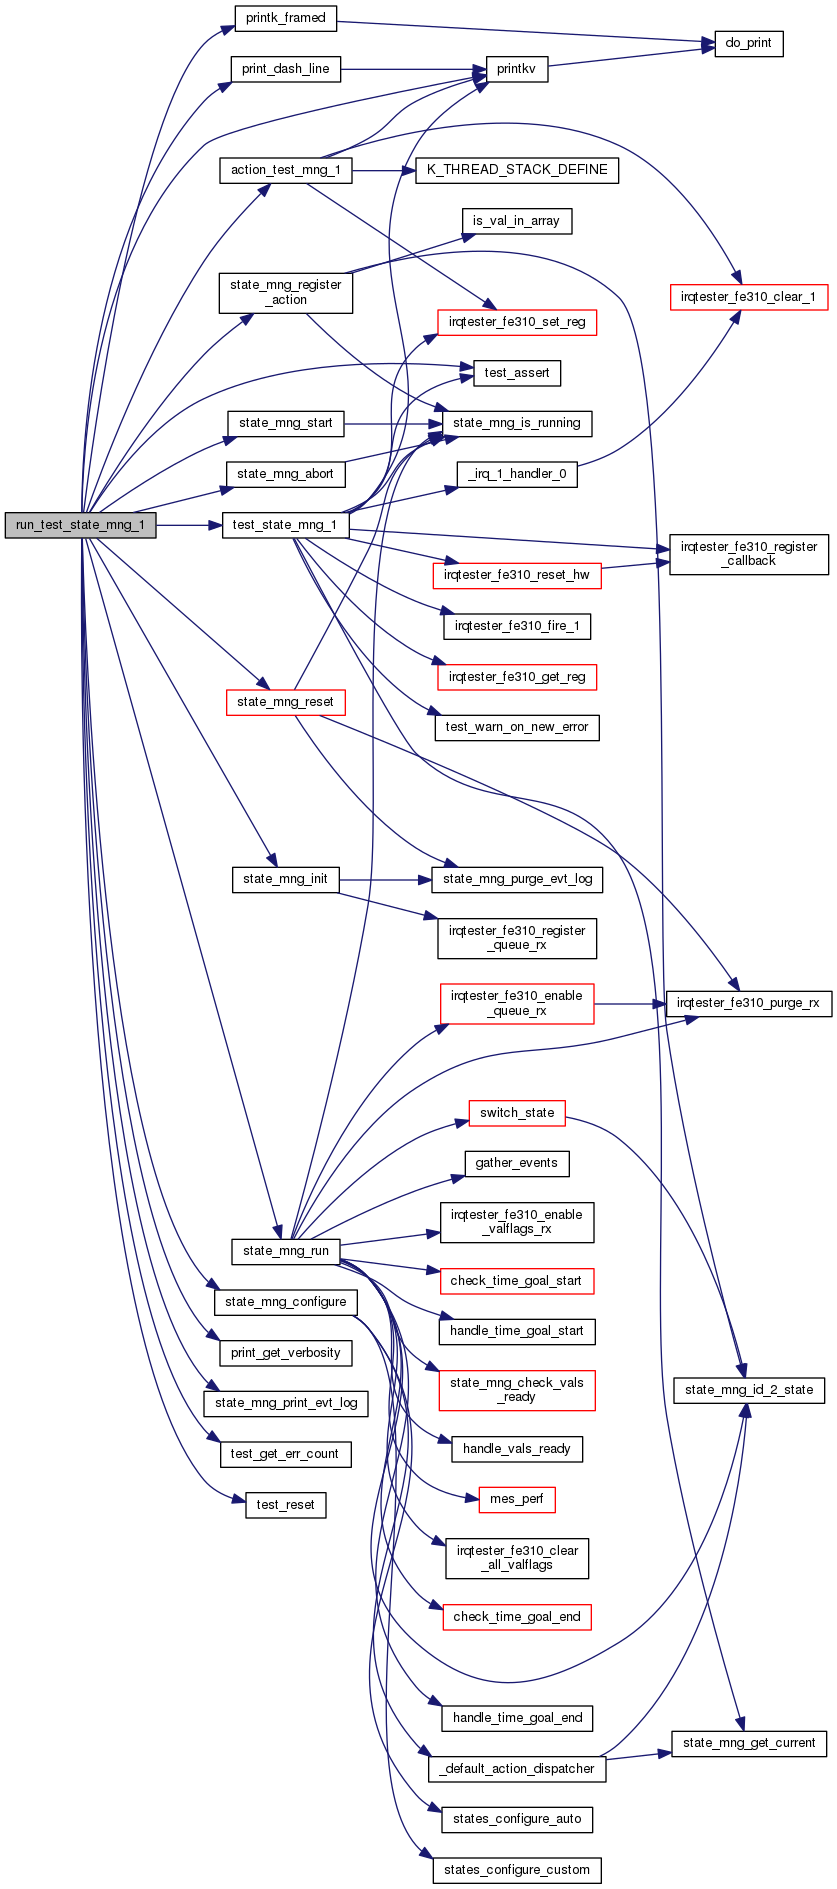 printk_framed
do_print
print_dash_line
printkv
action_test_mng_1
K_THREAD_STACK_DEFINE
is_val_in_array
state_mng_register
_action
irqtester_fe310_clear_1
irqtester_fe310_set_reg
test_assert
state_mng_start
state_mng_is_running
state_mng_abort
_irq_1_handler_0
run_test_state_mng_1
test_state_mng_1
irqtester_fe310_register
_callback
irqtester_fe310_reset_hw
irqtester_fe310_fire_1
irqtester_fe310_get_reg
state_mng_reset
test_warn_on_new_error
state_mng_init
state_mng_purge_evt_log
irqtester_fe310_register
_queue_rx
irqtester_fe310_enable
_queue_rx
irqtester_fe310_purge_rx
switch_state
gather_events
irqtester_fe310_enable
_valflags_rx
state_mng_run
check_time_goal_start
state_mng_configure
handle_time_goal_start
print_get_verbosity
state_mng_check_vals
_ready
state_mng_id_2_state
state_mng_print_evt_log
handle_vals_ready
test_get_err_count
mes_perf
test_reset
irqtester_fe310_clear
_all_valflags
check_time_goal_end
handle_time_goal_end
state_mng_get_current
_default_action_dispatcher
states_configure_auto
states_configure_custom